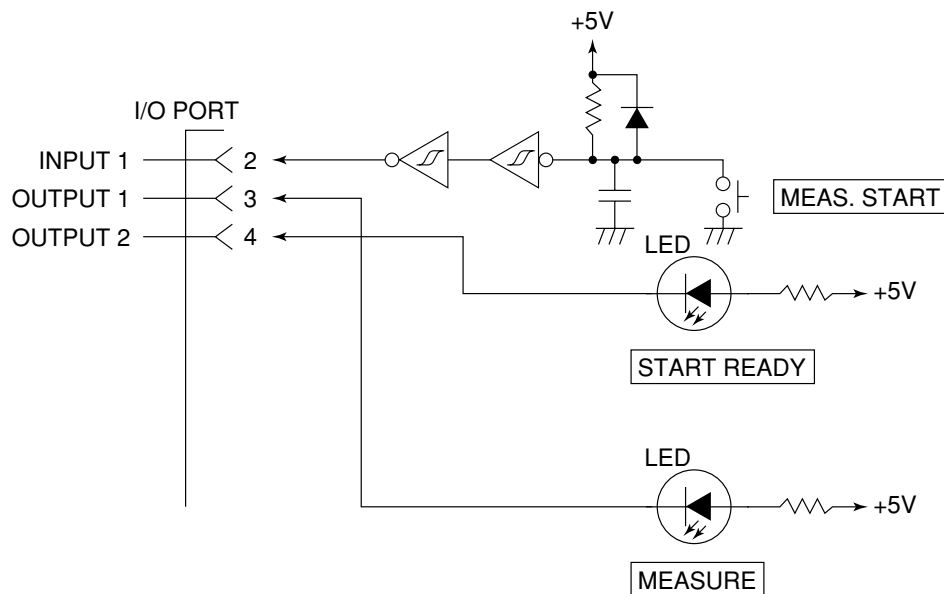 +5V
I/O PORT
INPUT 1
2
OUTPUT 1
3
MEAS. START
OUTPUT 2
4
LED
+5V
START READY
LED
+5V
MEASURE